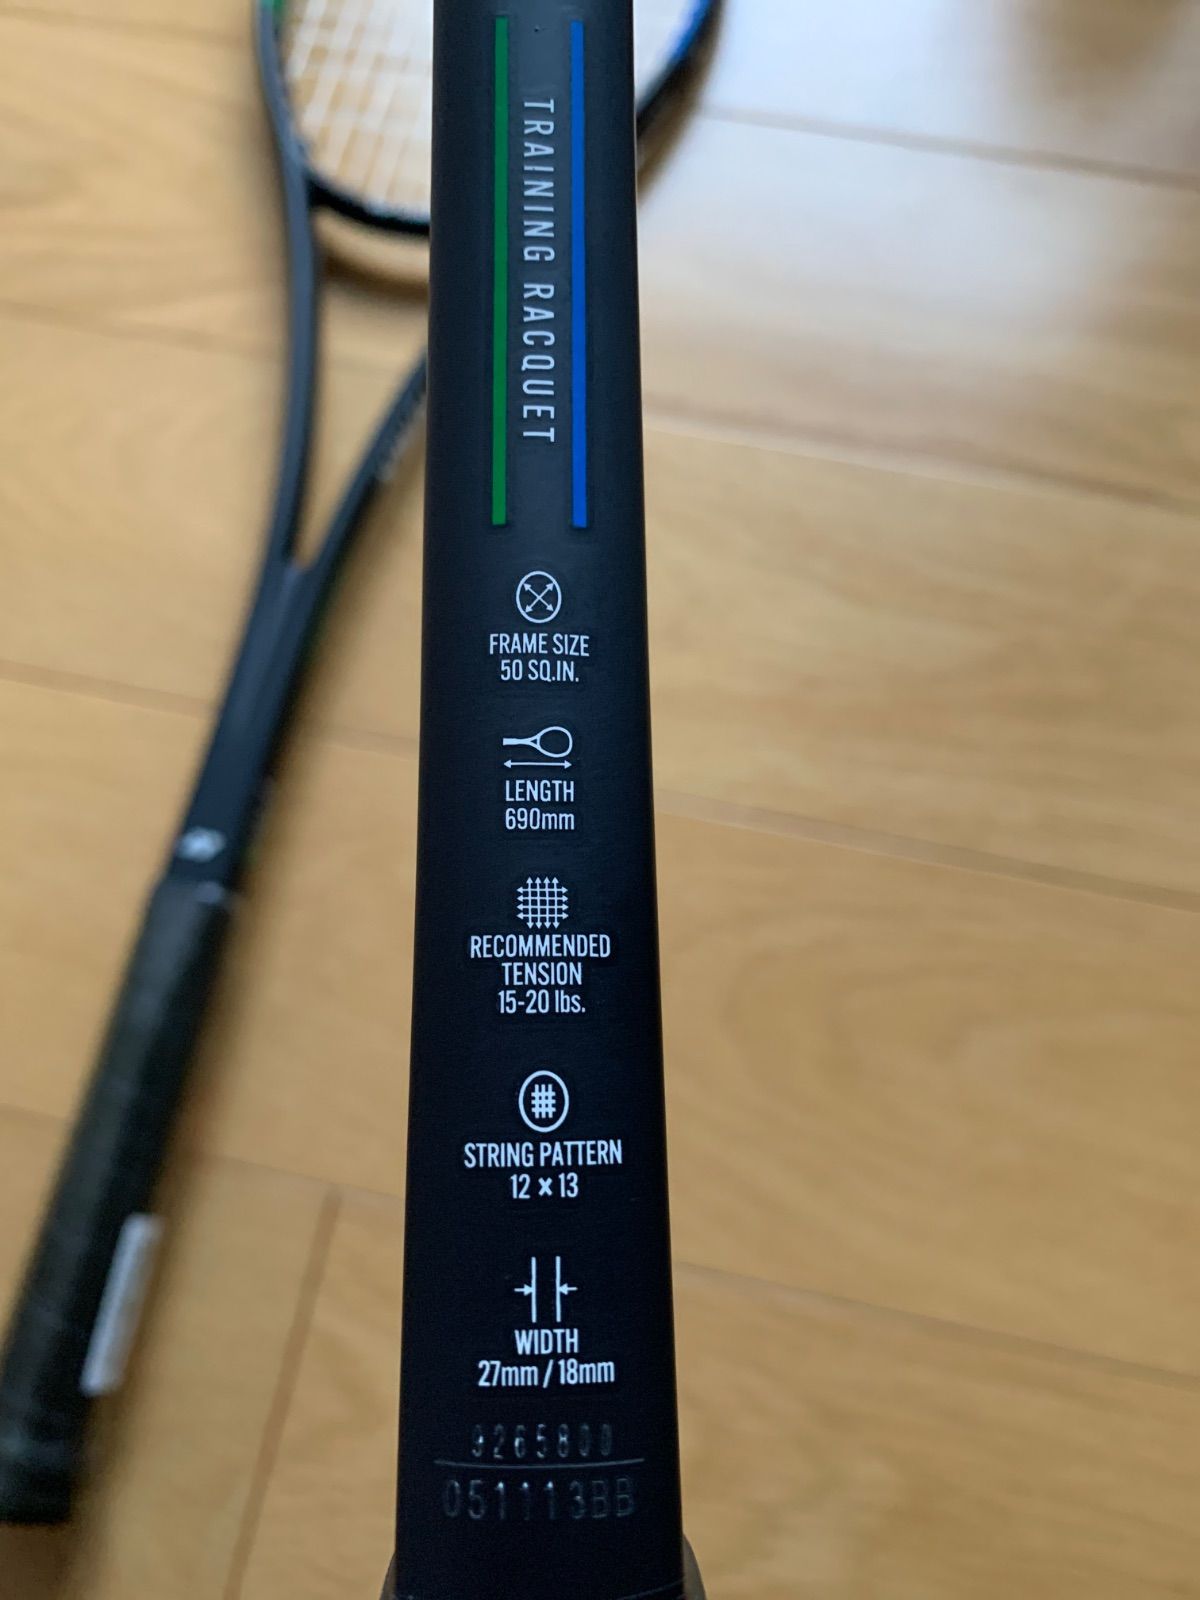 TRAINING RACQUET
FRAME SIZE
50 SQ.IN.
LENGTH
690mm
RECOMMENDED
TENSION
15-20 lbs.
STRING PATTERN
12 × 13
WIDTH
27mm / 18mm
9265800
051113BB